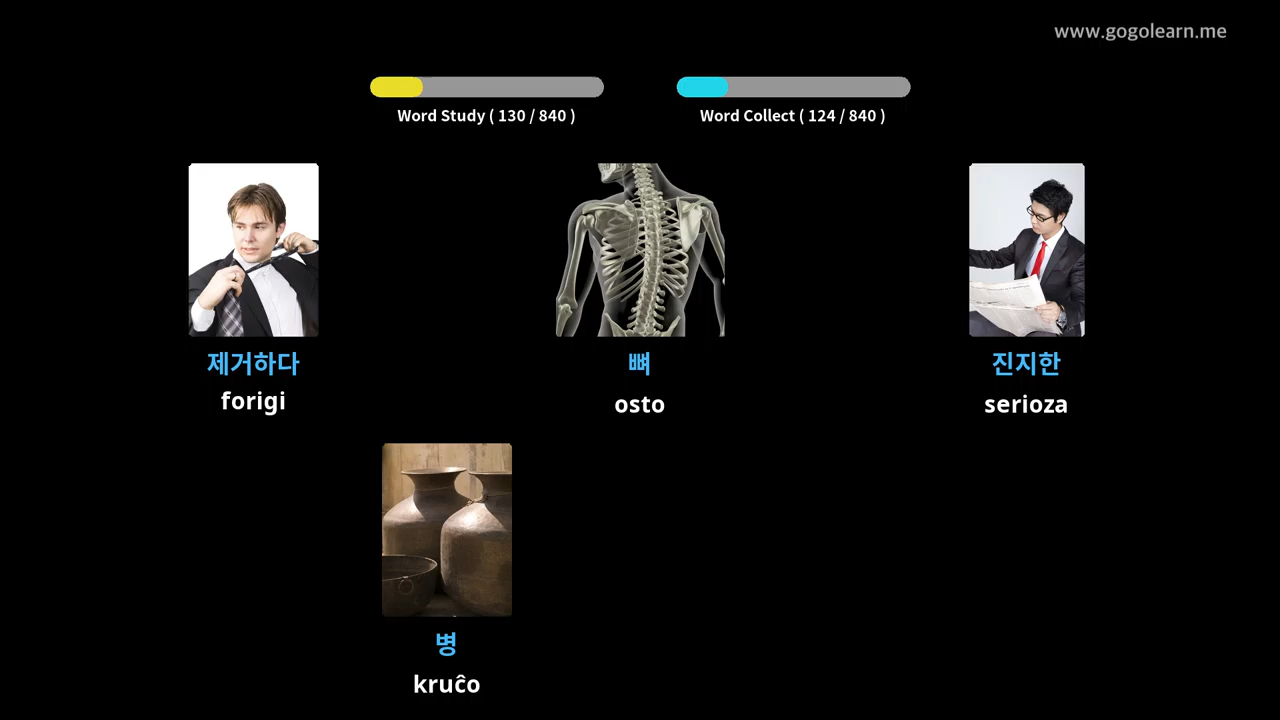 www.gogolearn.me
Word Study ( 130 / 840 )
Word Collect ( 124 / 840 )
제거하다
forigi
뼈
osto
진지한
serioza
병
kruĉo